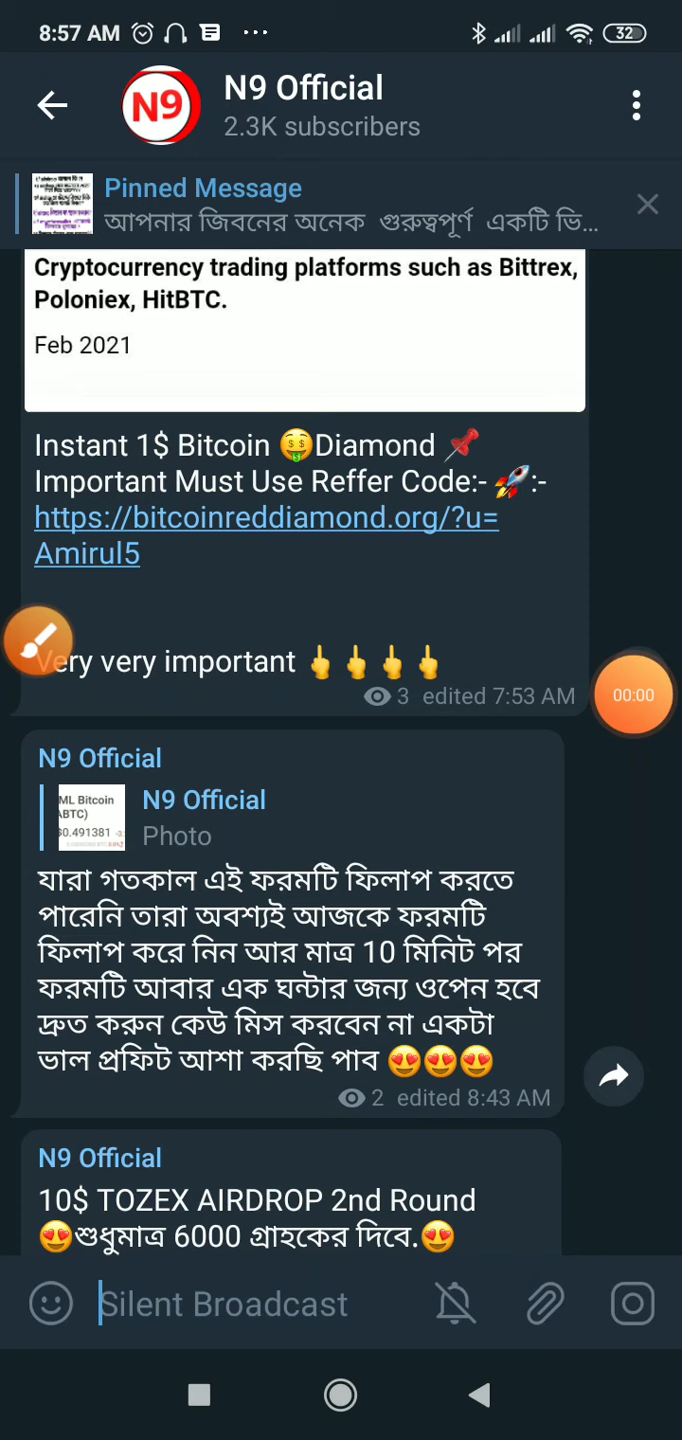 8:57 AM
32
N9
N9 Official
2.3K subscribers
Pinned Message
আপনার জিবনের অনেক গুরুত্বপূর্ণ একটি ভি...
Cryptocurrency trading platforms such as Bittrex,
Poloniex, HitBTC.
Feb 2021
Instant 1$ Bitcoin 🤑Diamond 📌
Important Must Use Reffer Code:- 🚀:-
https://bitcoinreddiamond.org/?u=
Amirul5
Very very important 👆👆👆👆
3 edited 7:53 AM
00:00
N9 Official
ML Bitcoin
ABTC)
$0.491381
N9 Official
Photo
যারা গতকাল এই ফরমটি ফিলাপ করতে
পারেনি তারা অবশ্যই আজকে ফরমটি
ফিলাপ করে নিন আর মাত্র 10 মিনিট পর
ফরমটি আবার এক ঘন্টার জন্য ওপেন হবে
দ্রুত করুন কেউ মিস করবেন না একটা
ভাল প্রফিট আশা করছি পাব 😍😍😍
2 edited 8:43 AM
N9 Official
10$ TOZEX AIRDROP 2nd Round
😍শুধুমাত্র 6000 গ্রাহকের দিবে.😍
Silent Broadcast